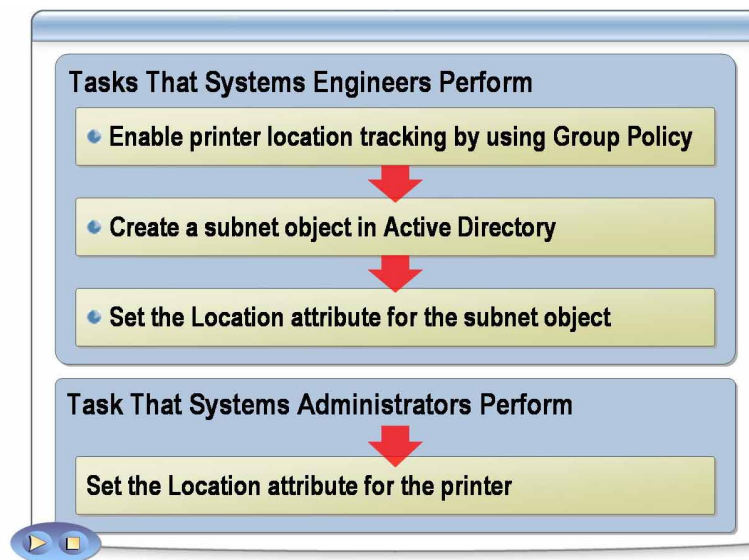 Tasks That Systems Engineers Perform
Enable printer location tracking by using Group Policy
Create a subnet object in Active Directory
Set the Location attribute for the subnet object
Task That Systems Administrators Perform
Set the Location attribute for the printer